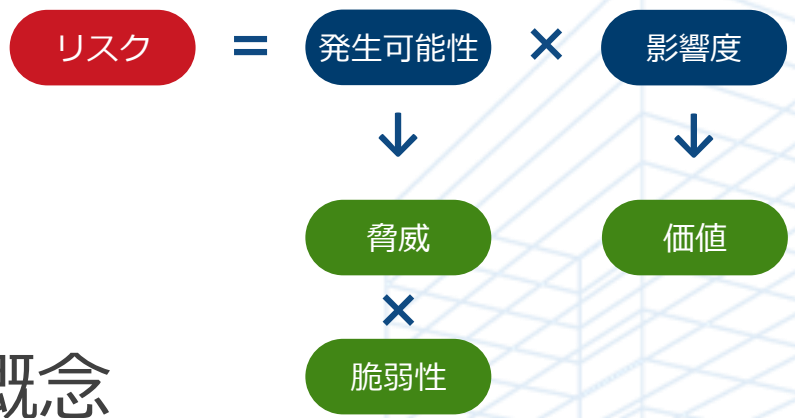 リスク = 発生可能性 × 影響度
↓ ↓
脅威 価値
×
脆弱性
概念